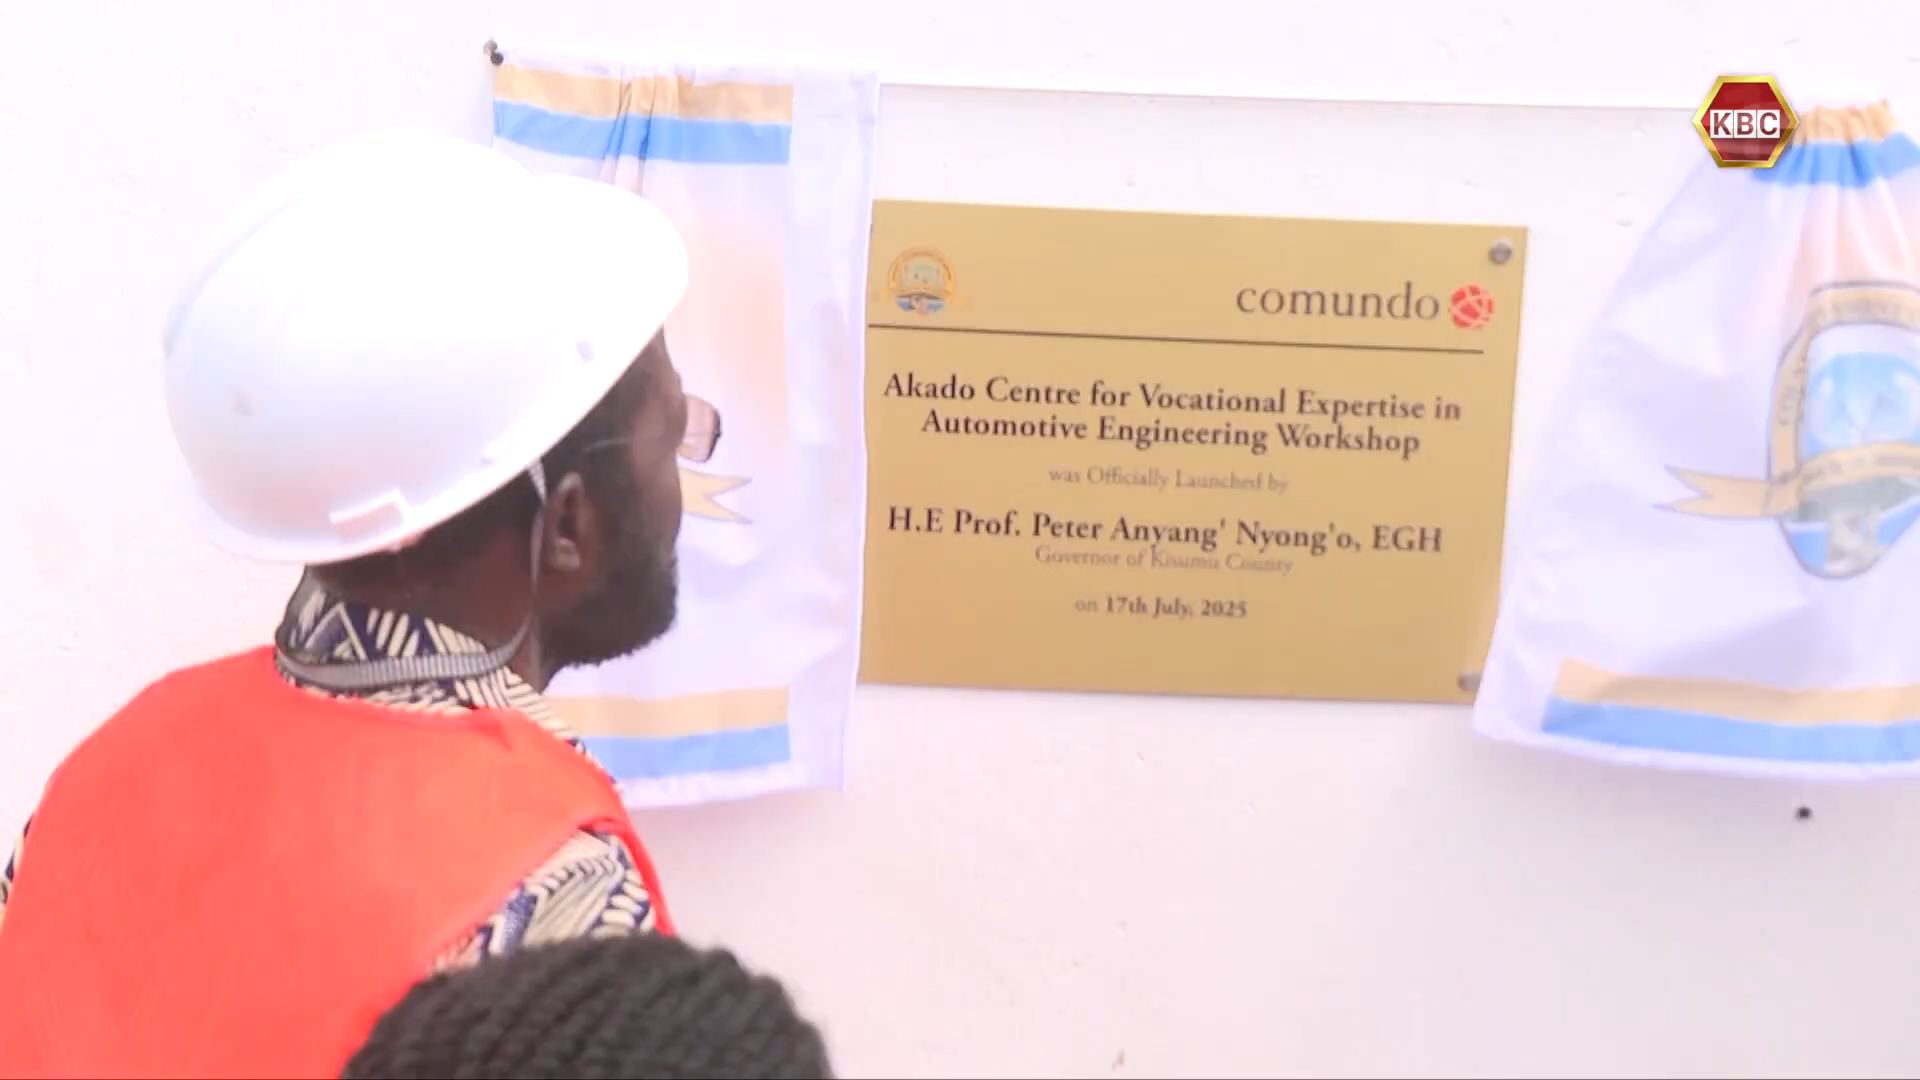 KBC
comundo
Akado Centre for Vocational Expertise in
Automotive Engineering Workshop
was Officially Launched by
H.E Prof. Peter Anyang' Nyong'o, EGH
Governor of Kisumu County
on 17th July, 2025